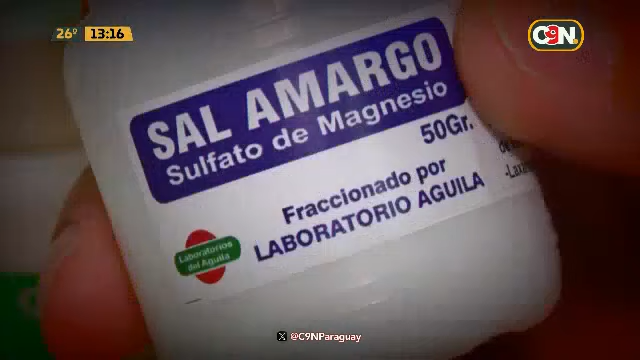 26º 13:16
C9N
SAL AMARGO
Sulfato de Magnesio
50Gr.
Fraccionado por
LABORATORIO AGUILA
Laboratorios
del Aguila
@C9NParaguay